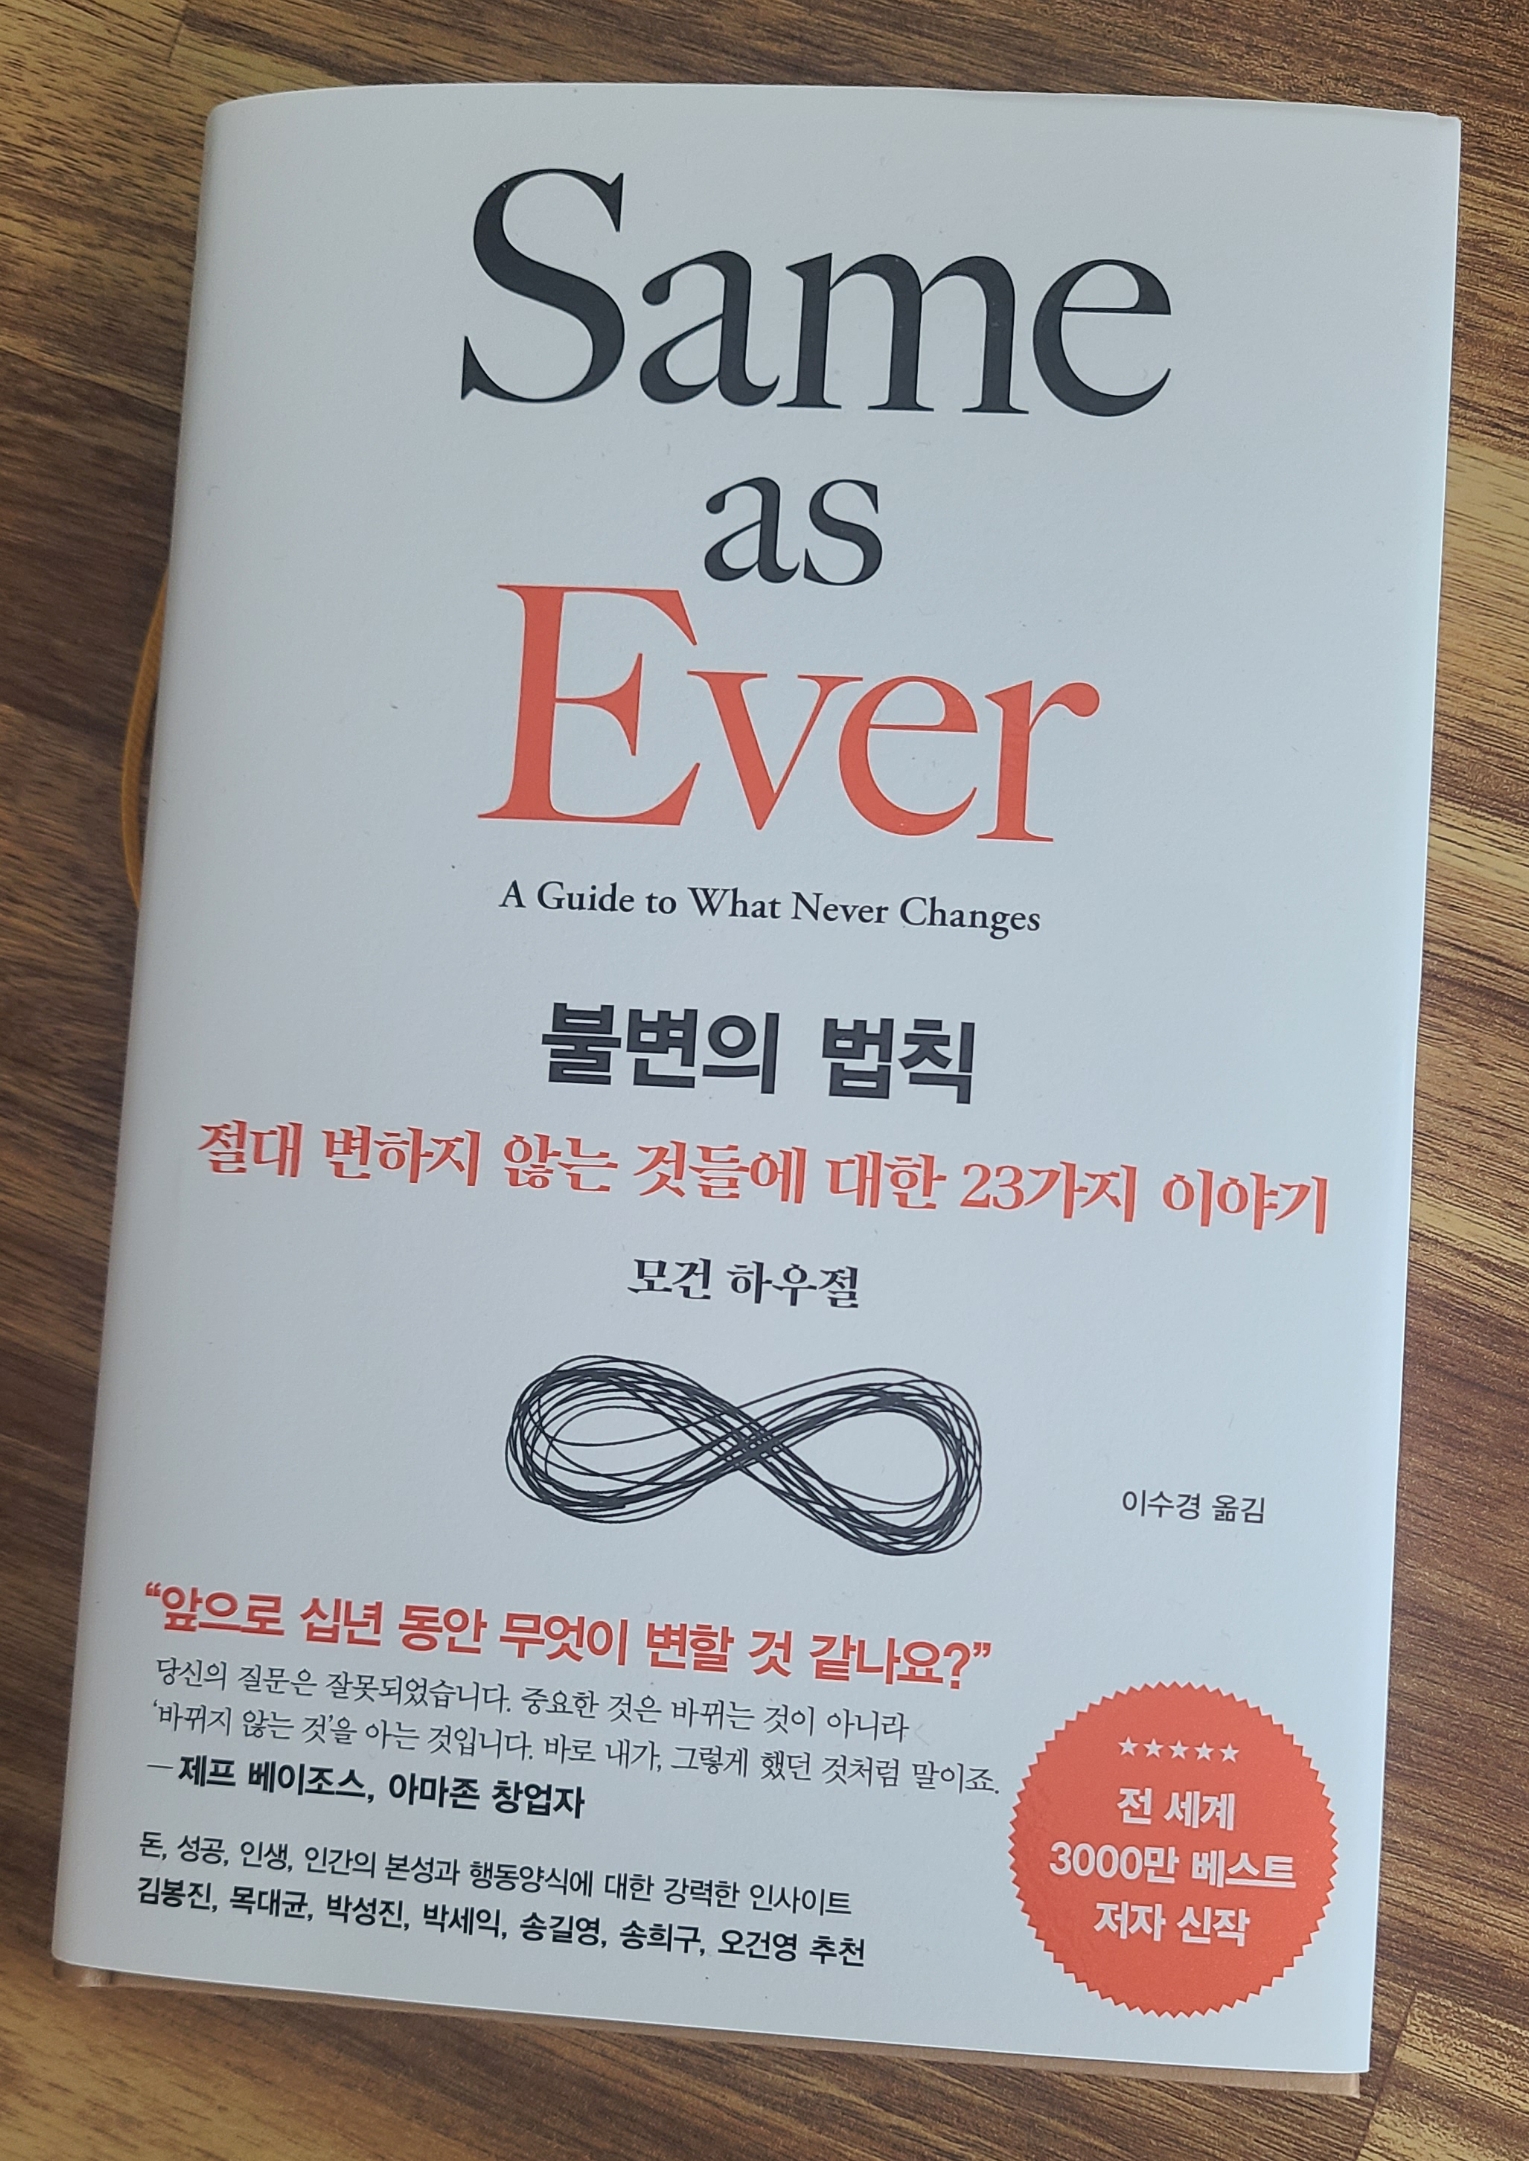 Same
as
Ever
A Guide to What Never Changes
불변의 법칙
절대 변하지 않는 것들에 대한 23가지 이야기
모건 하우절
이수경 옮김
“앞으로 십년 동안 무엇이 변할 것 같나요?”
당신의 질문은 잘못되었습니다. 중요한 것은 바뀌는 것이 아니라
‘바뀌지 않는 것’을 아는 것입니다. 바로 내가, 그렇게 했던 것처럼 말이죠.
― 제프 베이조스, 아마존 창업자
돈, 성공, 인생, 인간의 본성과 행동양식에 대한 강력한 인사이트
김봉진, 목대균, 박성진, 박세익, 송길영, 송희구, 오건영 추천
★★★★★
전 세계
3000만 베스트
저자 신작